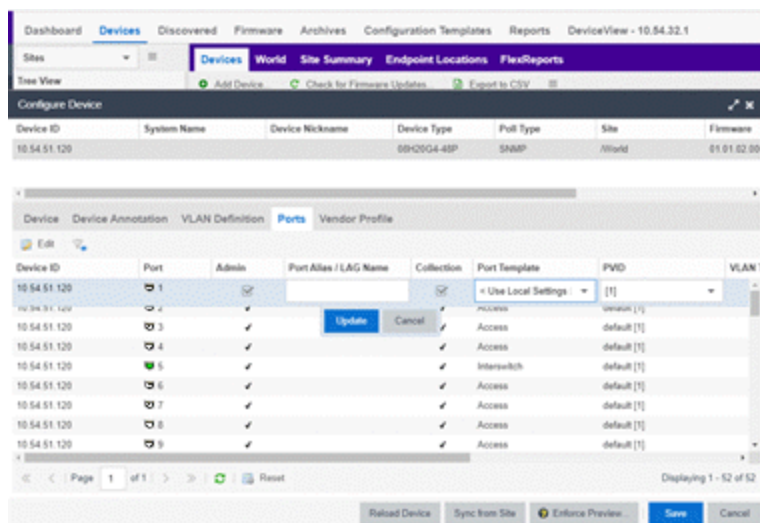 Dashboard Devices Discovered Firmware Archives Configuration Templates Reports DeviceView - 10.54.32.1
Sites Devices World Site Summary Endpoint Locations FlexReports
Tree View Add Device... Check for Firmware Updates... Export to CSV
Configure Device
Device ID System Name Device Nickname Device Type Poll Type Site Firmware
10.54.51.120 08H20G4-48P SNMP /World 01.01.02.00
Device Device Annotation VLAN Definition Ports Vendor Profile
Edit
Device ID Port Admin Port Alias / LAG Name Collection Port Template PVID VLAN
10.54.51.120 1 < Use Local Settings [1]
10.54.51.120 2 Access default [1]
Update Cancel
10.54.51.120 3 Access default [1]
10.54.51.120 4 Access default [1]
10.54.51.120 5 Interswitch default [1]
10.54.51.120 6 Access default [1]
10.54.51.120 7 Access default [1]
10.54.51.120 8 Access default [1]
10.54.51.120 9 Access default [1]
Page 1 of 1 Reset Displaying 1 - 52 of 52
Reload Device Sync from Site Enforce Preview... Save Cancel